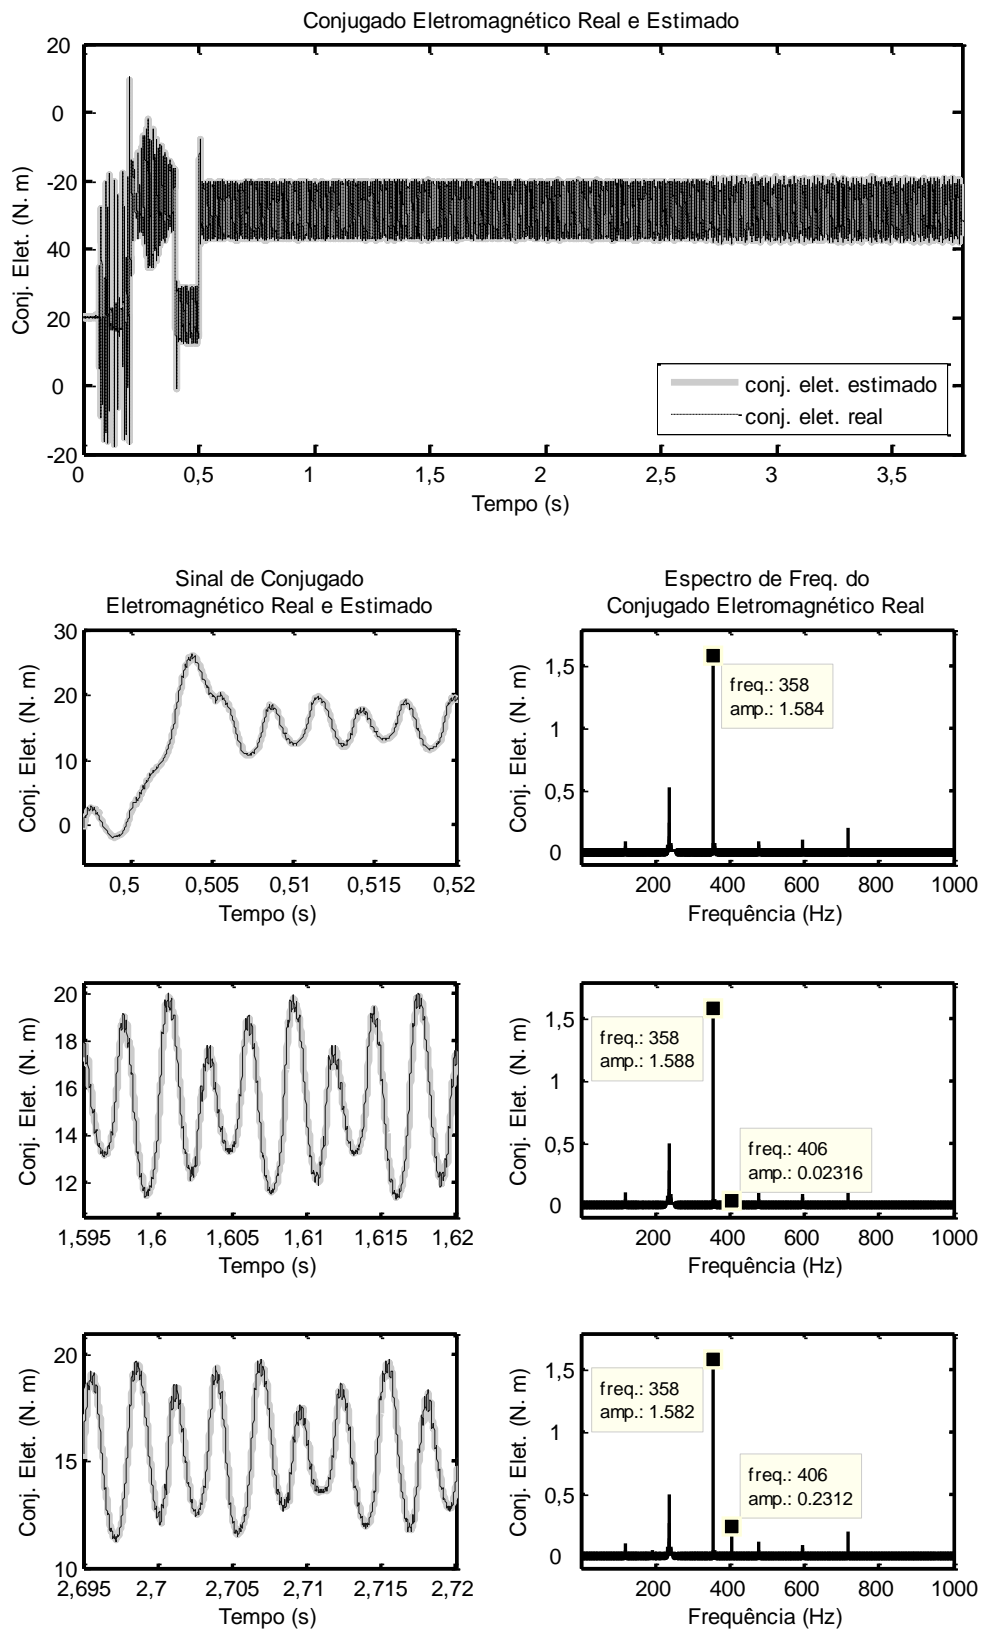 Conjugado Eletromagnético Real e Estimado
20
0
-20
40
20
0
-20
Conj. Elet. (N. m)
conj. elet. estimado
conj. elet. real
0 0,5 1 1,5 2 2,5 3 3,5
Tempo (s)
Sinal de Conjugado
Eletromagnético Real e Estimado
30
20
10
0
Conj. Elet. (N. m)
0,5 0,505 0,51 0,515 0,52
Tempo (s)
Espectro de Freq. do
Conjugado Eletromagnético Real
1,5
1
0,5
0
Conj. Elet. (N. m)
freq.: 358
amp.: 1.584
200 400 600 800 1000
Frequência (Hz)
20
18
16
14
12
Conj. Elet. (N. m)
1,595 1,6 1,605 1,61 1,615 1,62
Tempo (s)
1,5
1
0,5
0
Conj. Elet. (N. m)
freq.: 358
amp.: 1.588
freq.: 406
amp.: 0.02316
200 400 600 800 1000
Frequência (Hz)
20
15
10
Conj. Elet. (N. m)
2,695 2,7 2,705 2,71 2,715 2,72
Tempo (s)
1,5
1
0,5
0
Conj. Elet. (N. m)
freq.: 358
amp.: 1.582
freq.: 406
amp.: 0.2312
200 400 600 800 1000
Frequência (Hz)